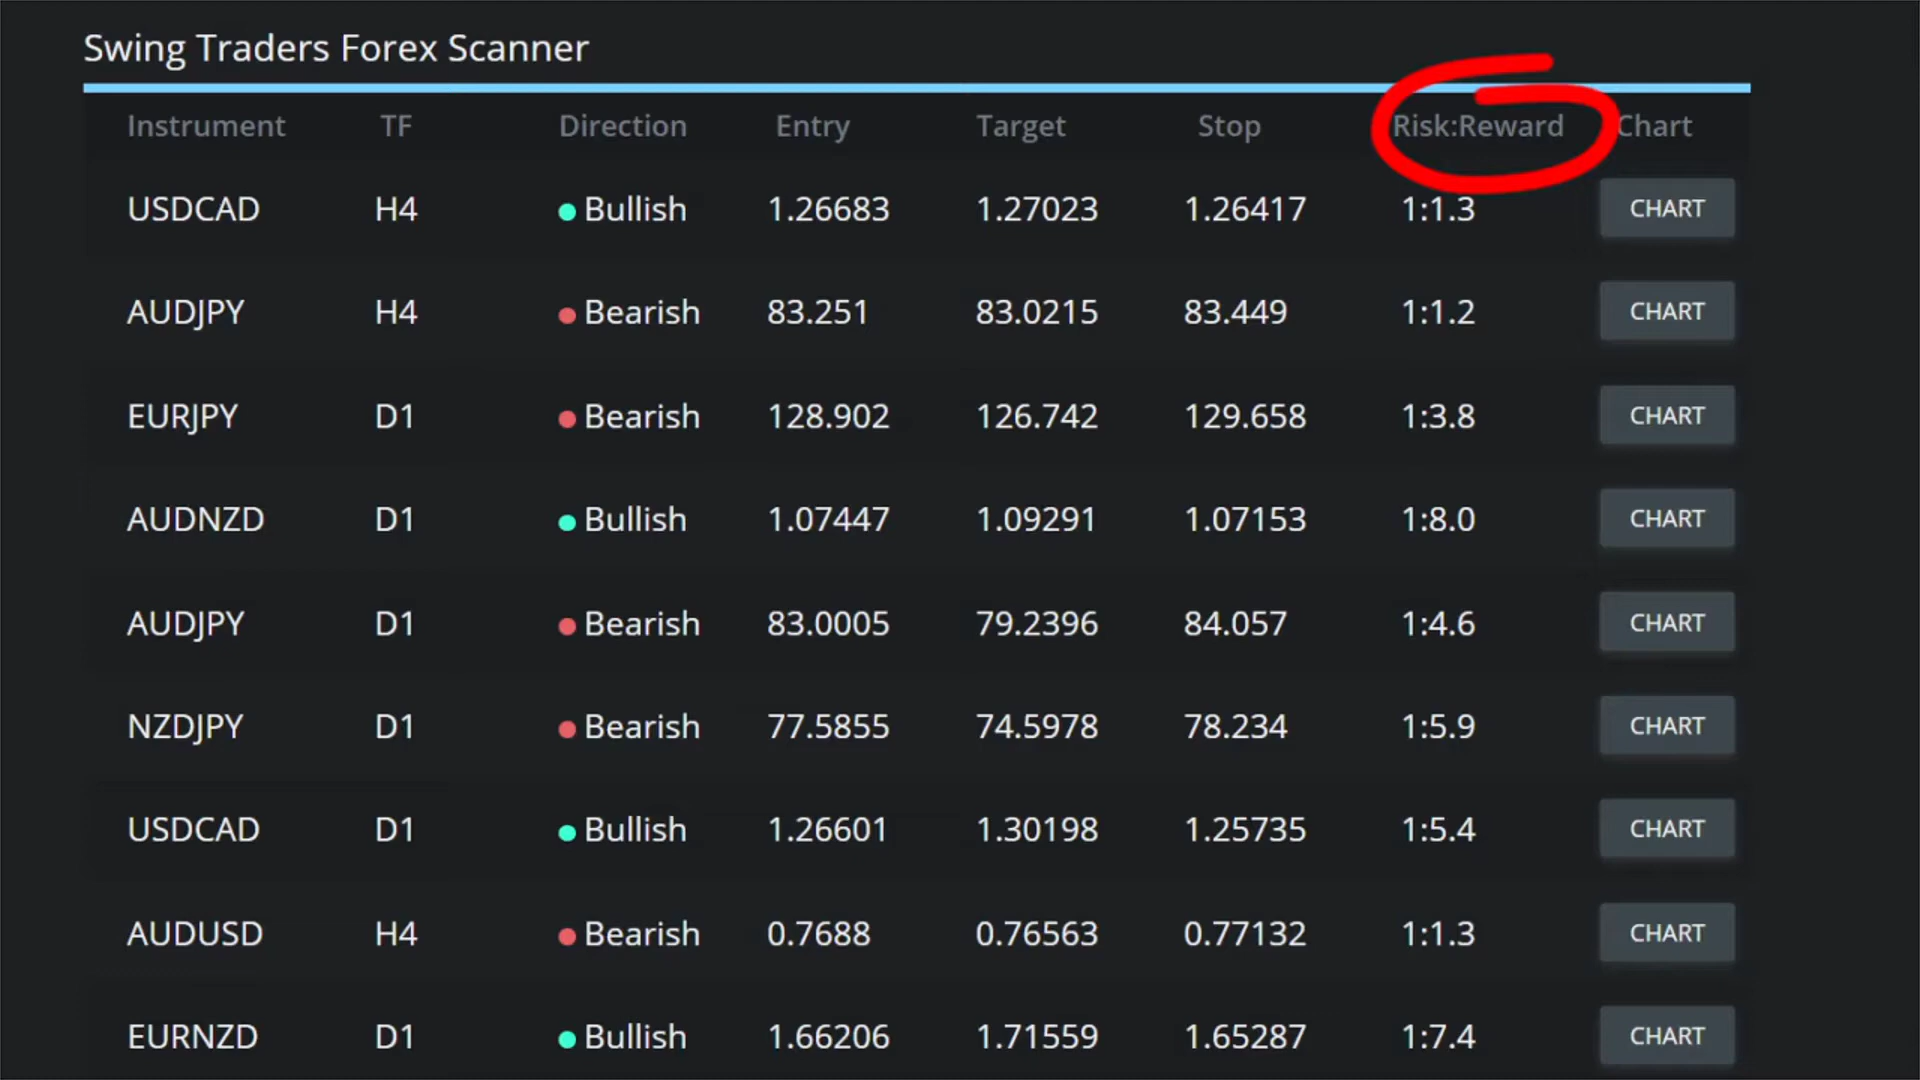 Swing Traders Forex Scanner
Instrument TF Direction Entry Target Stop Risk:Reward Chart
USDCAD H4 Bullish 1.26683 1.27023 1.26417 1:1.3 CHART
AUDJPY H4 Bearish 83.251 83.0215 83.449 1:1.2 CHART
EURJPY D1 Bearish 128.902 126.742 129.658 1:3.8 CHART
AUDNZD D1 Bullish 1.07447 1.09291 1.07153 1:8.0 CHART
AUDJPY D1 Bearish 83.0005 79.2396 84.057 1:4.6 CHART
NZDJPY D1 Bearish 77.5855 74.5978 78.234 1:5.9 CHART
USDCAD D1 Bullish 1.26601 1.30198 1.25735 1:5.4 CHART
AUDUSD H4 Bearish 0.7688 0.76563 0.77132 1:1.3 CHART
EURNZD D1 Bullish 1.66206 1.71559 1.65287 1:7.4 CHART